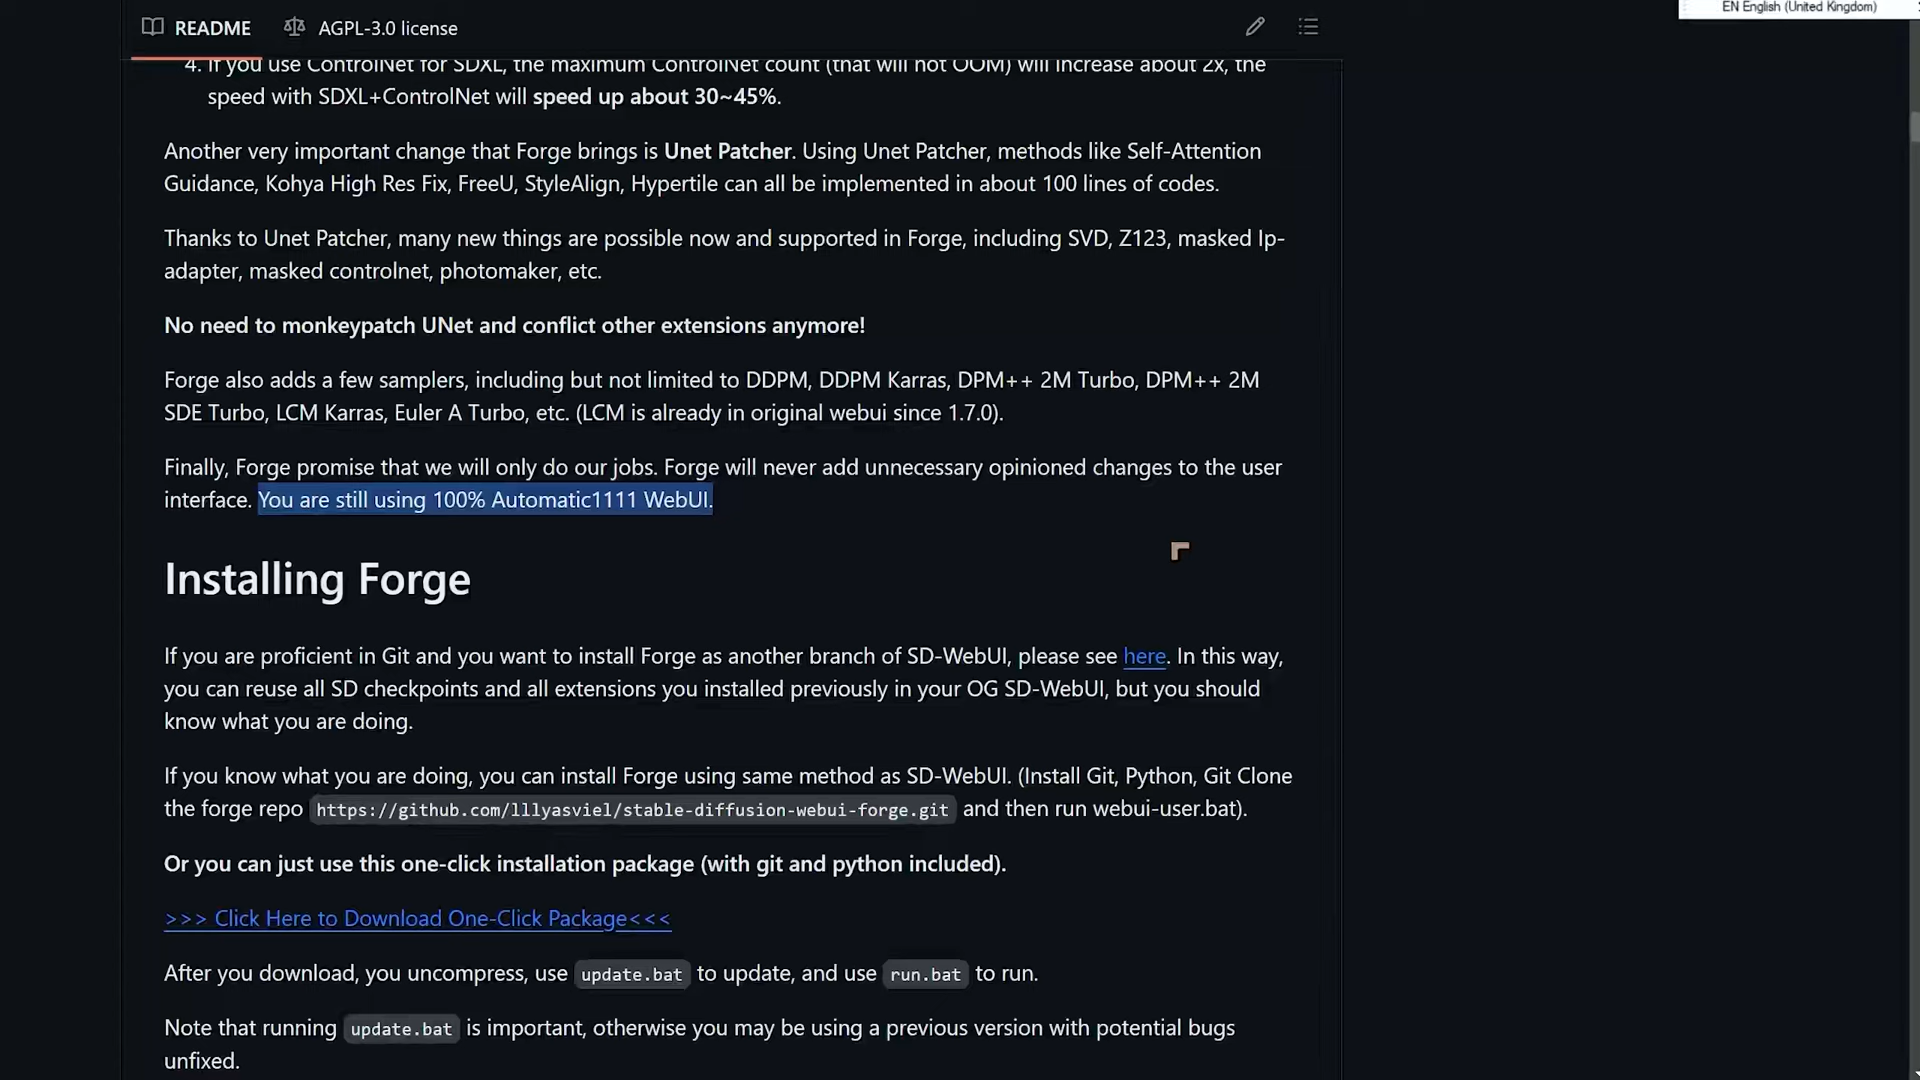 EN English (United Kingdom)
README
AGPL-3.0 license
4. If you use ControlNet for SDXL, the maximum ControlNet count (that will not OOM) will increase about 2x, the
speed with SDXL+ControlNet will speed up about 30~45%.
Another very important change that Forge brings is Unet Patcher. Using Unet Patcher, methods like Self-Attention
Guidance, Kohya High Res Fix, FreeU, StyleAlign, Hypertile can all be implemented in about 100 lines of codes.
Thanks to Unet Patcher, many new things are possible now and supported in Forge, including SVD, Z123, masked Ip-
adapter, masked controlnet, photomaker, etc.
No need to monkeypatch UNet and conflict other extensions anymore!
Forge also adds a few samplers, including but not limited to DDPM, DDPM Karras, DPM++ 2M Turbo, DPM++ 2M
SDE Turbo, LCM Karras, Euler A Turbo, etc. (LCM is already in original webui since 1.7.0).
Finally, Forge promise that we will only do our jobs. Forge will never add unnecessary opinioned changes to the user
interface. You are still using 100% Automatic1111 WebUI.
Installing Forge
If you are proficient in Git and you want to install Forge as another branch of SD-WebUI, please see here. In this way,
you can reuse all SD checkpoints and all extensions you installed previously in your OG SD-WebUI, but you should
know what you are doing.
If you know what you are doing, you can install Forge using same method as SD-WebUI. (Install Git, Python, Git Clone
the forge repo https://github.com/lllyasviel/stable-diffusion-webui-forge.git and then run webui-user.bat).
Or you can just use this one-click installation package (with git and python included).
>>> Click Here to Download One-Click Package<<<
After you download, you uncompress, use update.bat to update, and use run.bat to run.
Note that running update.bat is important, otherwise you may be using a previous version with potential bugs
unfixed.